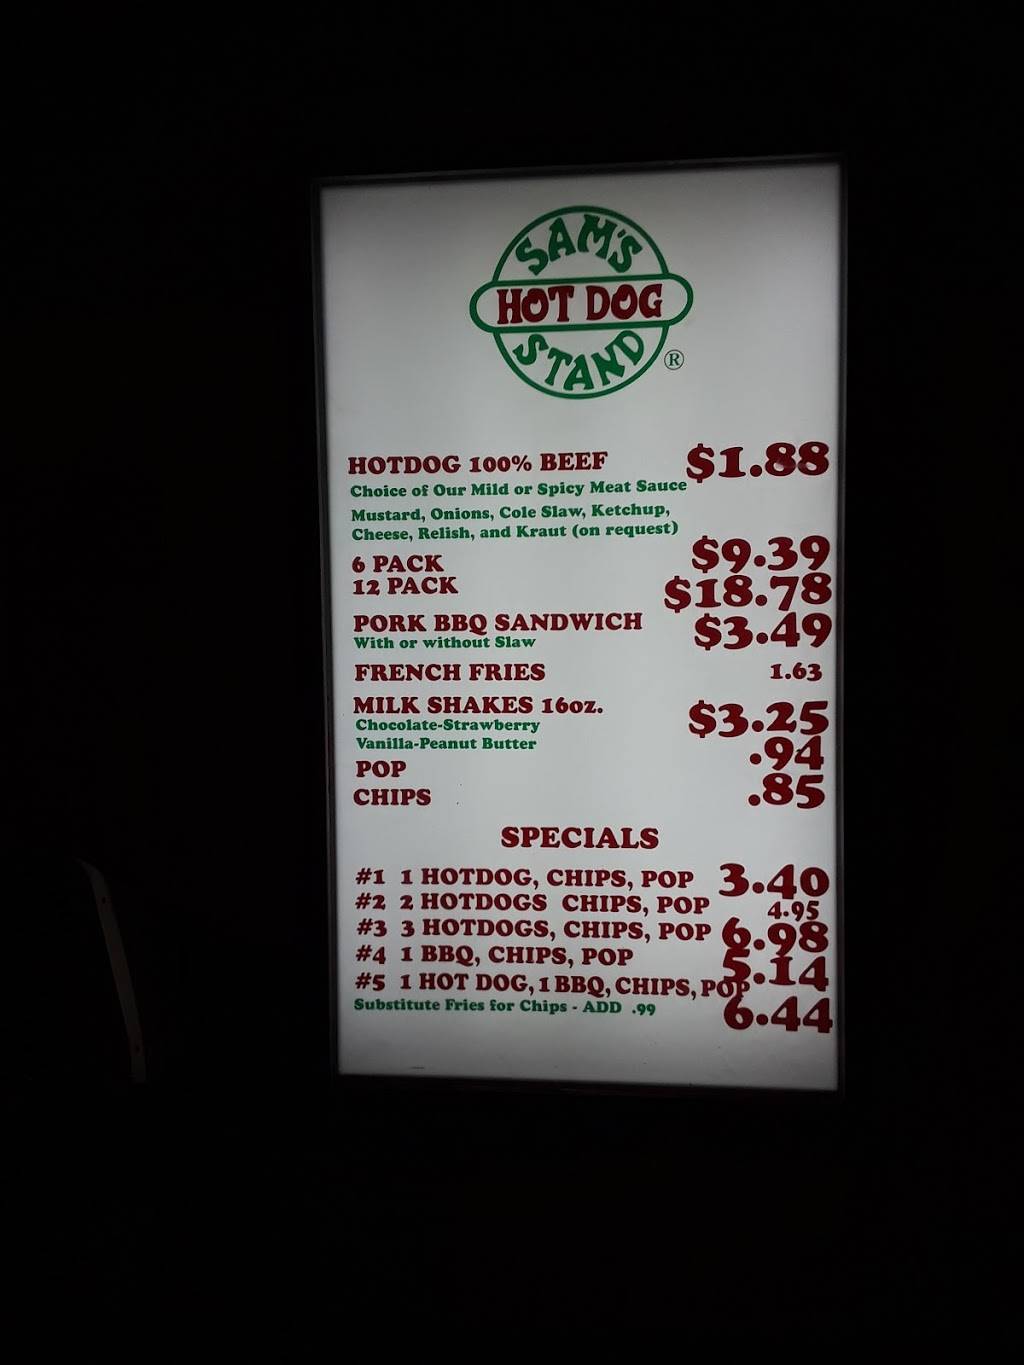 SAM'S
HOT DOG
STAND ®
HOTDOG 100% BEEF $1.88
Choice of Our Mild or Spicy Meat Sauce
Mustard, Onions, Cole Slaw, Ketchup,
Cheese, Relish, and Kraut (on request)
6 PACK $9.39
12 PACK $18.78
PORK BBQ SANDWICH $3.49
With or without Slaw
FRENCH FRIES 1.63
MILK SHAKES 16oz. $3.25
Chocolate-Strawberry
Vanilla-Peanut Butter
POP .94
CHIPS .85
SPECIALS
#1 1 HOTDOG, CHIPS, POP 3.40
#2 2 HOTDOGS CHIPS, POP 4.95
#3 3 HOTDOGS, CHIPS, POP 6.98
#4 1 BBQ, CHIPS, POP 5.14
#5 1 HOT DOG, 1 BBQ, CHIPS, POP 6.44
Substitute Fries for Chips - ADD .99